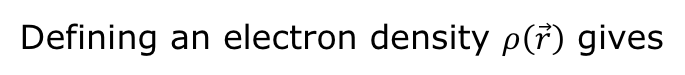 Defining an electron density 𝜌(𝑟⃗) gives